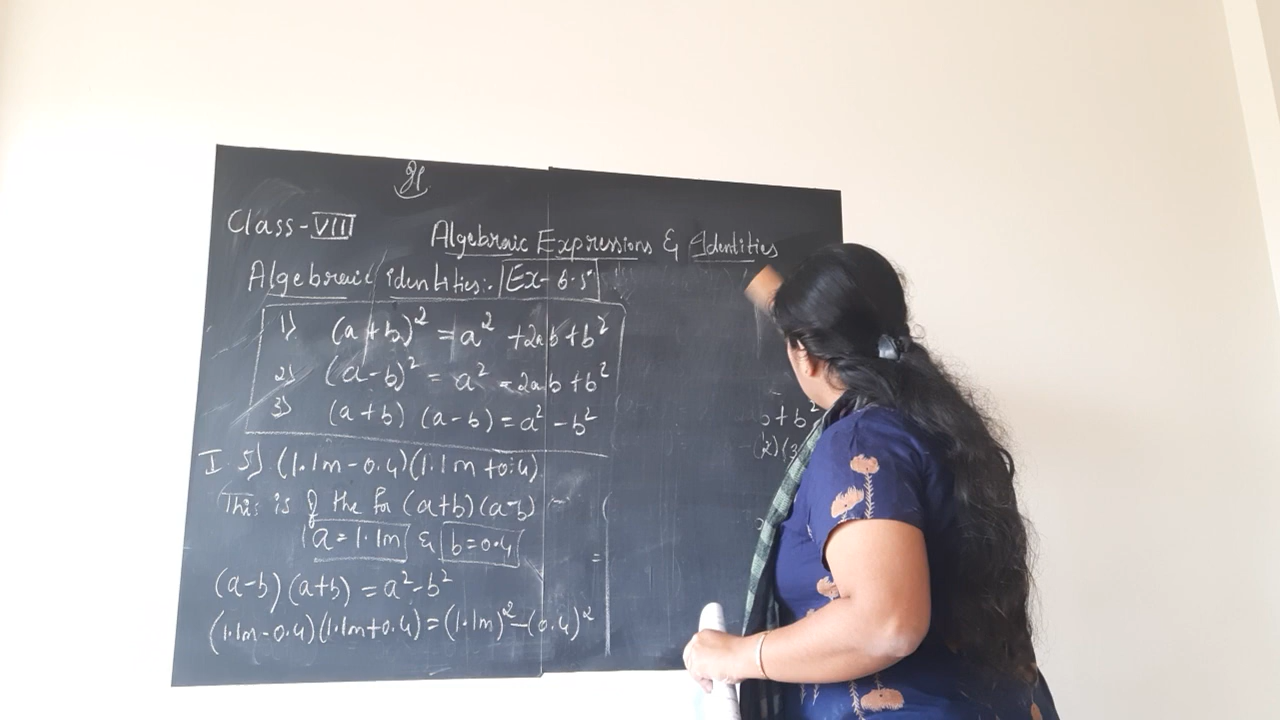 Class-VII
Algebraic Expressions & Identities
Algebraic identities:- Ex-6.5
1) (a+b)² = a² +2ab+b²
2) (a-b)² = a² -2ab+b²
3) (a+b) (a-b) = a² - b²
I 5) (1.1m-0.4)(1.1m+0.4)
This is of the for (a+b)(a-b)
a=1.1m & b=0.4
(a-b)(a+b) = a²-b²
(1.1m-0.4)(1.1m+0.4) = (1.1m)²-(0.4)²
=
b+b²